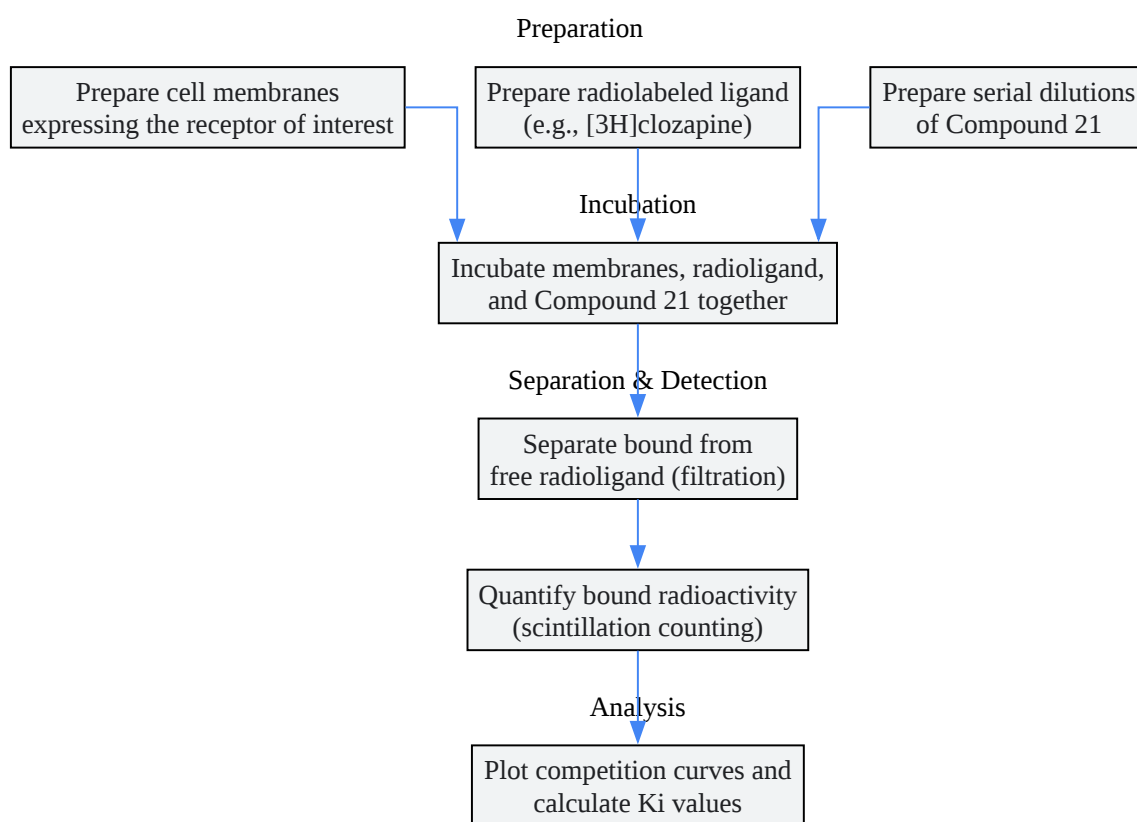 Preparation
Prepare cell membranes
expressing the receptor of interest
Prepare radiolabeled ligand
(e.g., [3H]clozapine)
Prepare serial dilutions
of Compound 21
Incubation
Incubate membranes, radioligand,
and Compound 21 together
Separation & Detection
Separate bound from
free radioligand (filtration)
Quantify bound radioactivity
(scintillation counting)
Analysis
Plot competition curves and
calculate Ki values